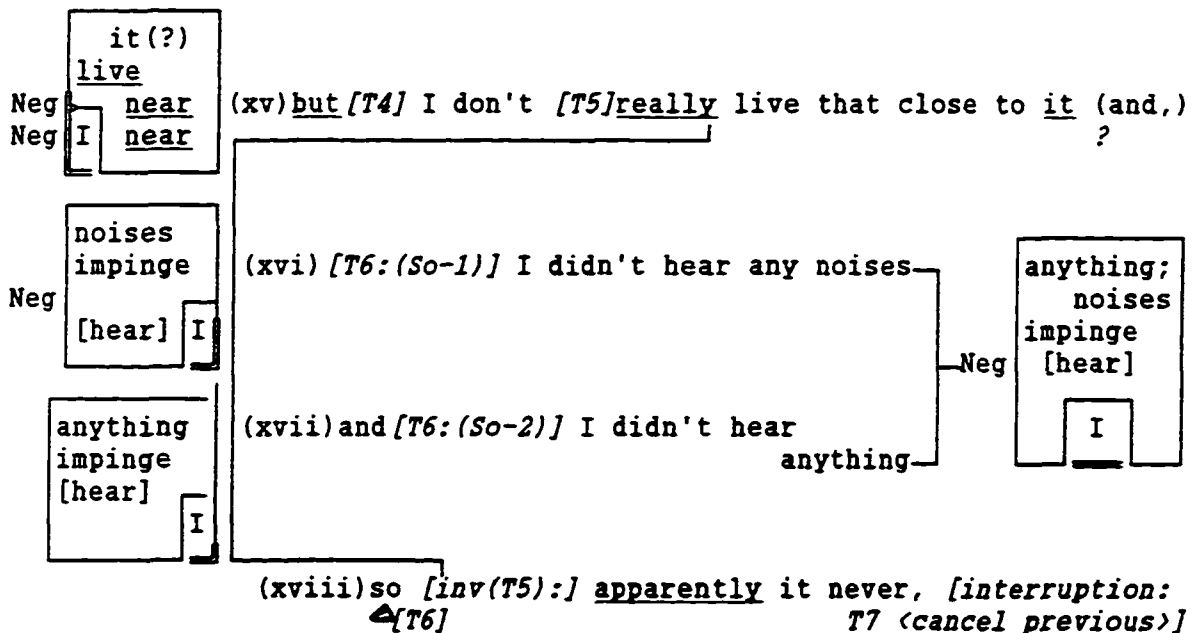 it(?)
live
Neg near (xv) but [T4] I don't [T5] really live that close to it (and,)
Neg I near ?
noises
impinge (xvi) [T6: (So-1)] I didn't hear any noises anything;
Neg noises
[hear] I impinge
Neg [hear]
anything (xvii) and [T6: (So-2)] I didn't hear I
impinge anything
[hear]
I
(xviii) so [inv(T5):] apparently it never, [interruption:
[T6] T7 <cancel previous>]